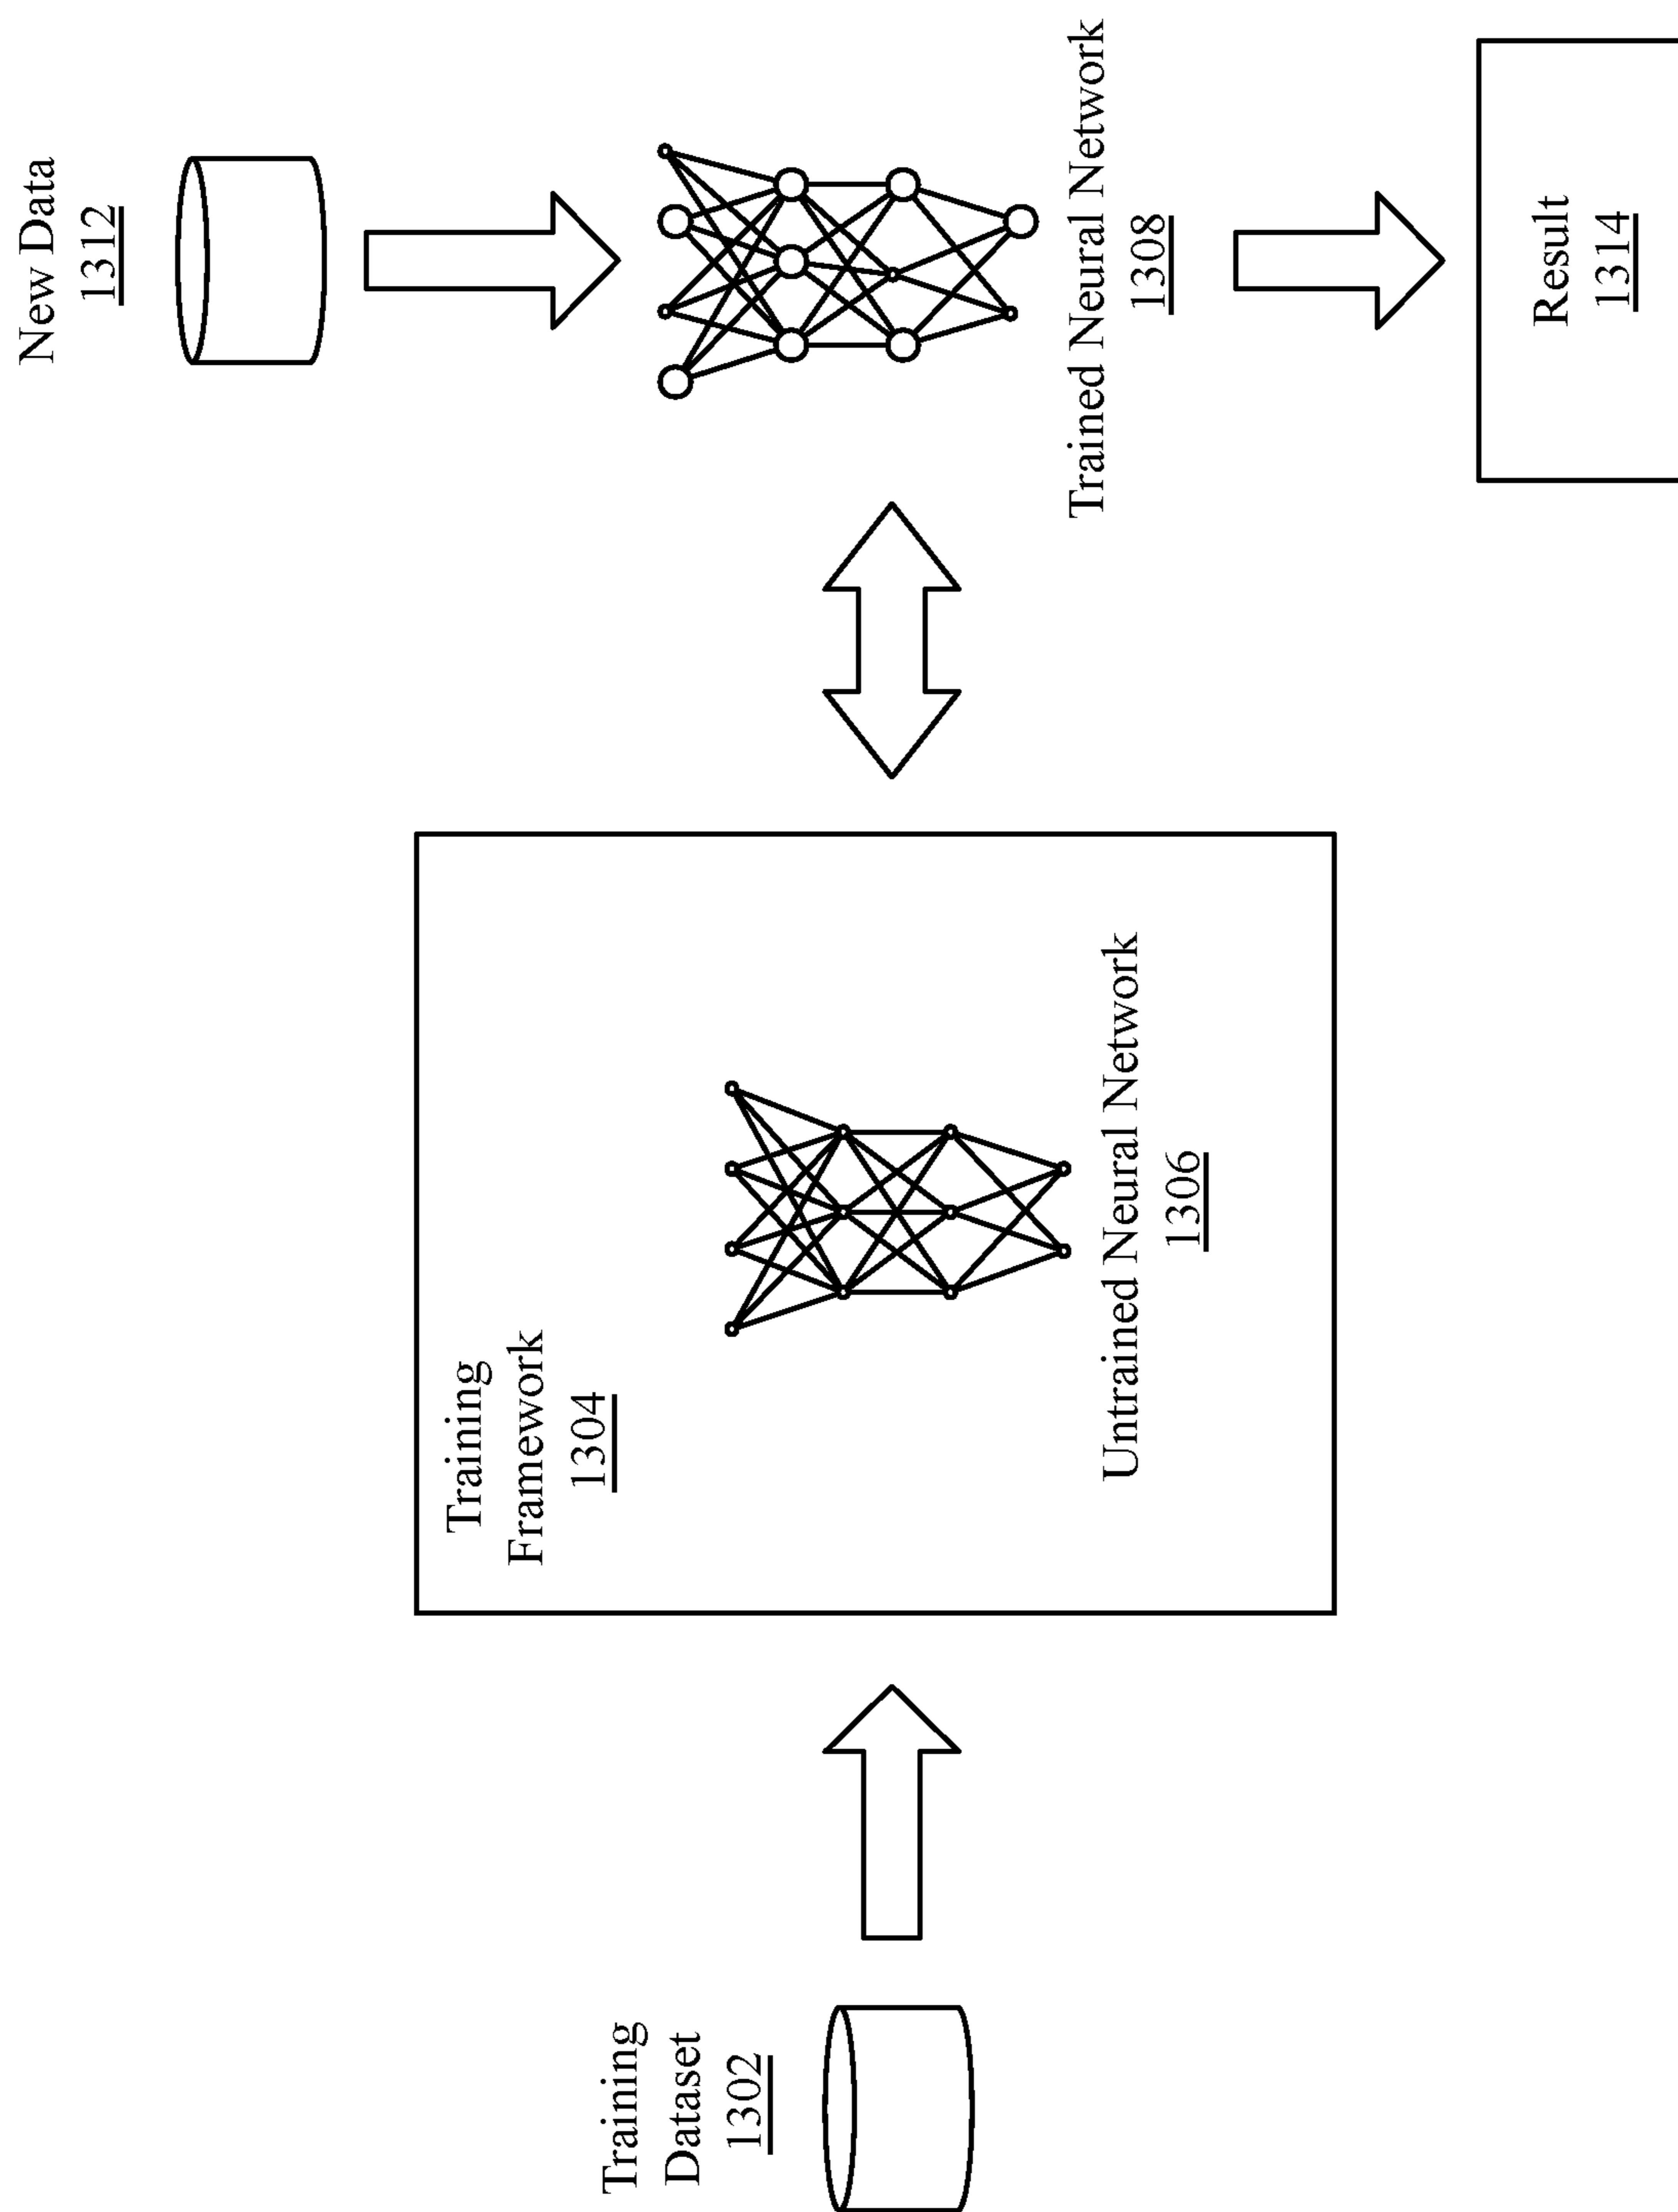 Training
Dataset
1302
Training
Framework
1304
Untrained Neural Network
1306
New Data
1312
Trained Neural Network
1308
Result
1314